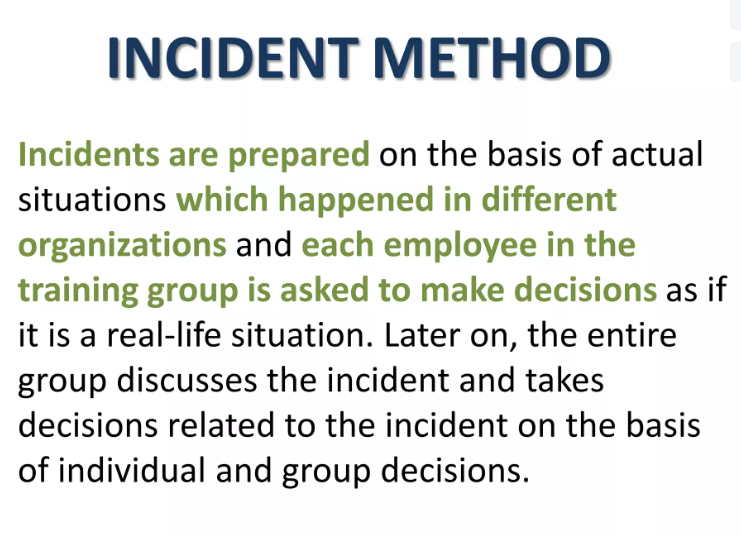 INCIDENT METHOD
Incidents are prepared on the basis of actual
situations which happened in different
organizations and each employee in the
training group is asked to make decisions as if
it is a real-life situation. Later on, the entire
group discusses the incident and takes
decisions related to the incident on the basis
of individual and group decisions.